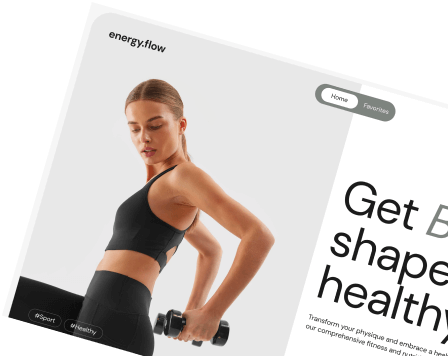 energy.flow
Home Favorites
Get
shape
healthy
Transform your physique and embrace a
our comprehensive fitness and
#Sport #Healthy